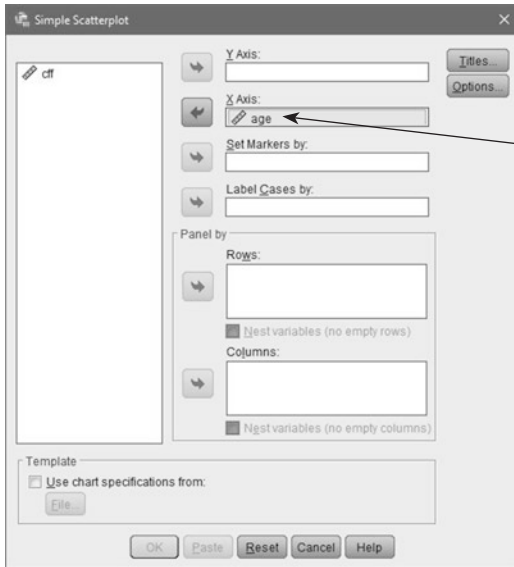 Simple Scatterplot
cff
Y Axis:
Titles...
X Axis:
Options...
age
Set Markers by:
Label Cases by:
Panel by
Rows:
Nest variables (no empty rows)
Columns:
Nest variables (no empty columns)
Template
Use chart specifications from:
File...
OK Paste Reset Cancel Help